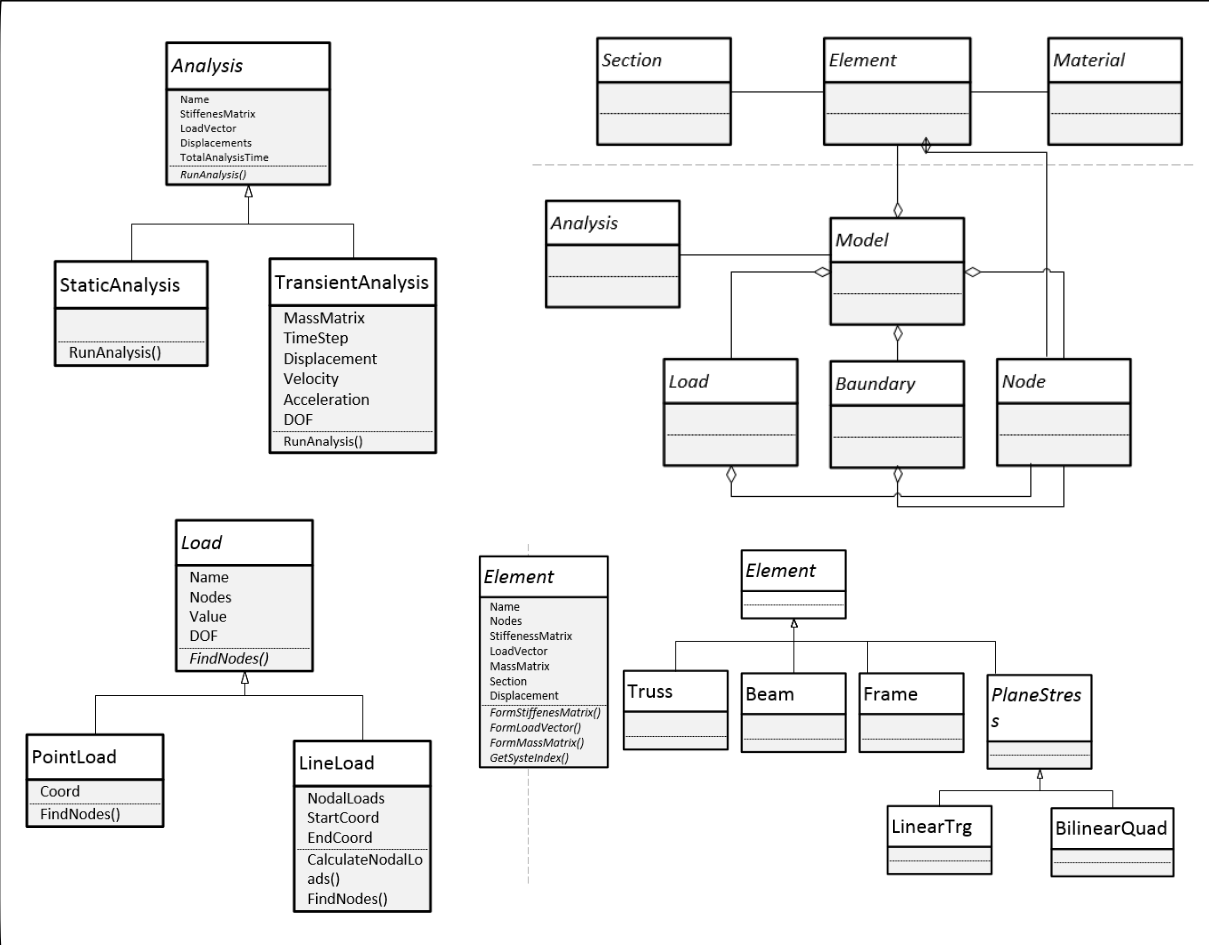 Analysis
Name
StiffenesMatrix
LoadVector
Displacements
TotalAnalysisTime
RunAnalysis()
StaticAnalysis
RunAnalysis()
TransientAnalysis
MassMatrix
TimeStep
Displacement
Velocity
Acceleration
DOF
RunAnalysis()
Section
Element
Material
Analysis
Model
Load
Baundary
Node
Load
Name
Nodes
Value
DOF
FindNodes()
PointLoad
Coord
FindNodes()
LineLoad
NodalLoads
StartCoord
EndCoord
CalculateNodalLo
ads()
FindNodes()
Element
Name
Nodes
StiffenessMatrix
LoadVector
MassMatrix
Section
Displacement
FormStiffenesMatrix()
FormLoadVector()
FormMassMatrix()
GetSysteIndex()
Element
Truss
Beam
Frame
PlaneStres
s
LinearTrg
BilinearQuad